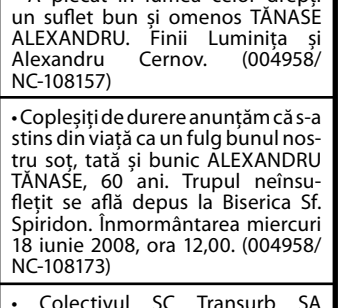 • A plecat în lumea celor drepți
un suflet bun și omenos TĂNASE
ALEXANDRU. Finii Luminița și
Alexandru Cernov. (004958/
NC-108157)
• Copleșiți de durere anunțăm că s-a
stins din viață ca un fulg bunul nos-
tru soț, tată și bunic ALEXANDRU
TĂNASE, 60 ani. Trupul neînsu-
flețit se află depus la Biserica Sf.
Spiridon. Înmormântarea miercuri
18 iunie 2008, ora 12,00. (004958/
NC-108173)
• Colectivul SC Transurb SA